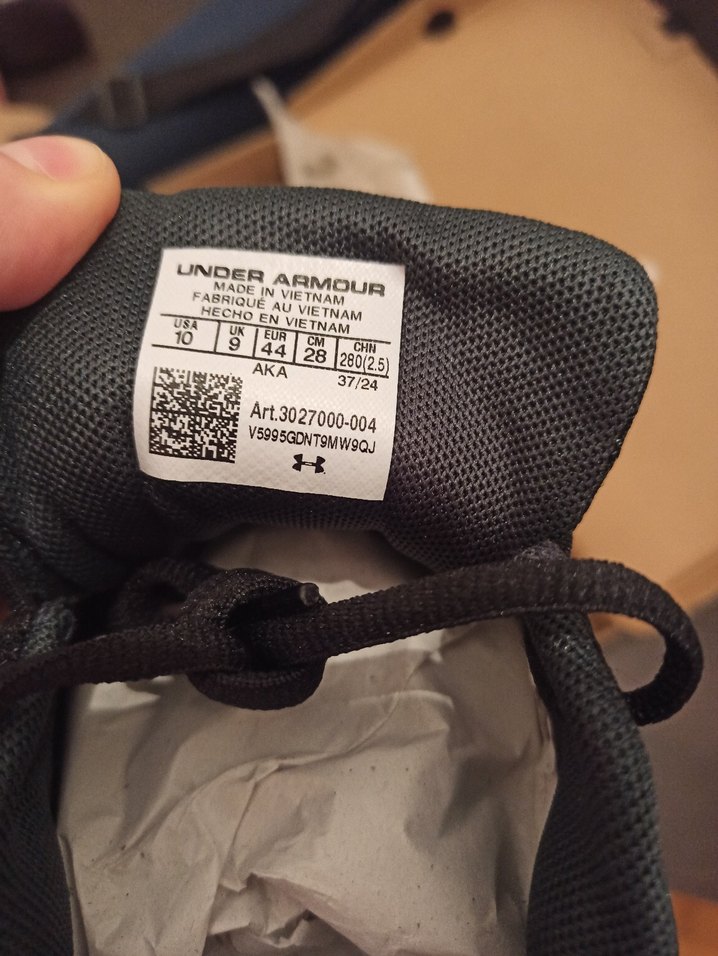 UNDER ARMOUR
MADE IN VIETNAM
FABRIQUÉ AU VIETNAM
HECHO EN VIETNAM
USA UK EUR CM CHN
10 9 44 28 280(2.5)
AKA 37/24
Art.3027000-004
V5995GDNT9MW9QJ